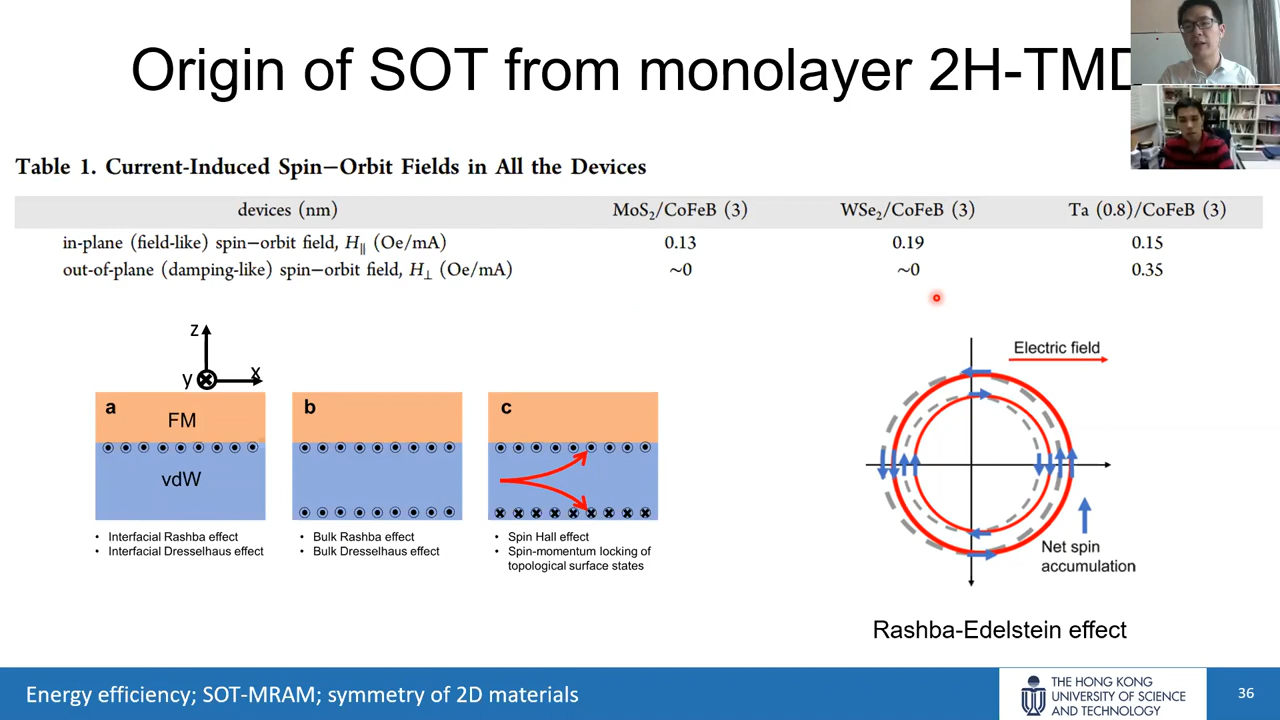 Origin of SOT from monolayer 2H-TMD
Table 1. Current-Induced Spin−Orbit Fields in All the Devices
devices (nm) MoS₂/CoFeB (3) WSe₂/CoFeB (3) Ta (0.8)/CoFeB (3)
in-plane (field-like) spin−orbit field, H∥ (Oe/mA) 0.13 0.19 0.15
out-of-plane (damping-like) spin−orbit field, H⊥ (Oe/mA) ~0 ~0 0.35
z
y x
a
FM
vdW
• Interfacial Rashba effect
• Interfacial Dresselhaus effect
b
• Bulk Rashba effect
• Bulk Dresselhaus effect
c
• Spin Hall effect
• Spin-momentum locking of
topological surface states
Electric field
Net spin
accumulation
Rashba-Edelstein effect
Energy efficiency; SOT-MRAM; symmetry of 2D materials
THE HONG KONG
UNIVERSITY OF SCIENCE
AND TECHNOLOGY
36